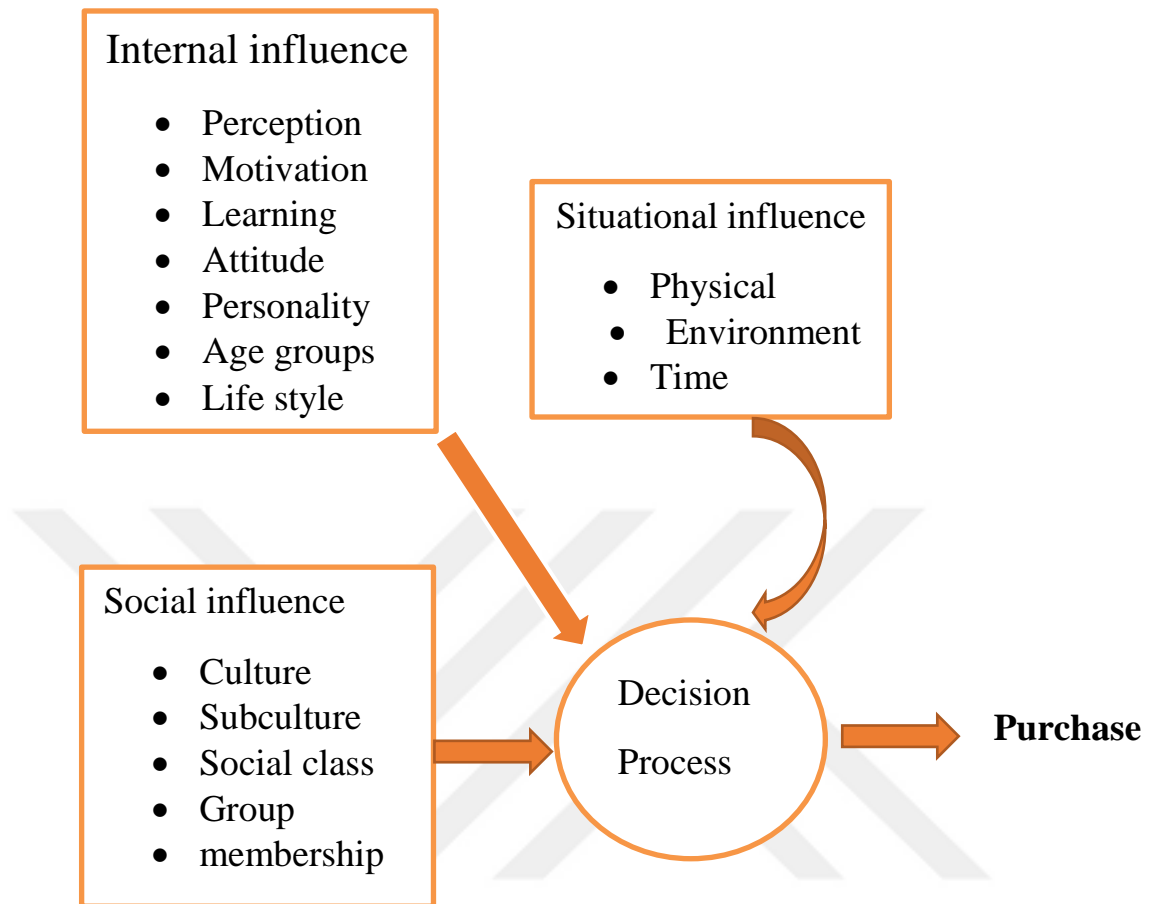 Internal influence
• Perception
• Motivation
• Learning
• Attitude
• Personality
• Age groups
• Life style
Situational influence
• Physical
• Environment
• Time
Social influence
• Culture
• Subculture
• Social class
• Group
• membership
Decision
Process
Purchase